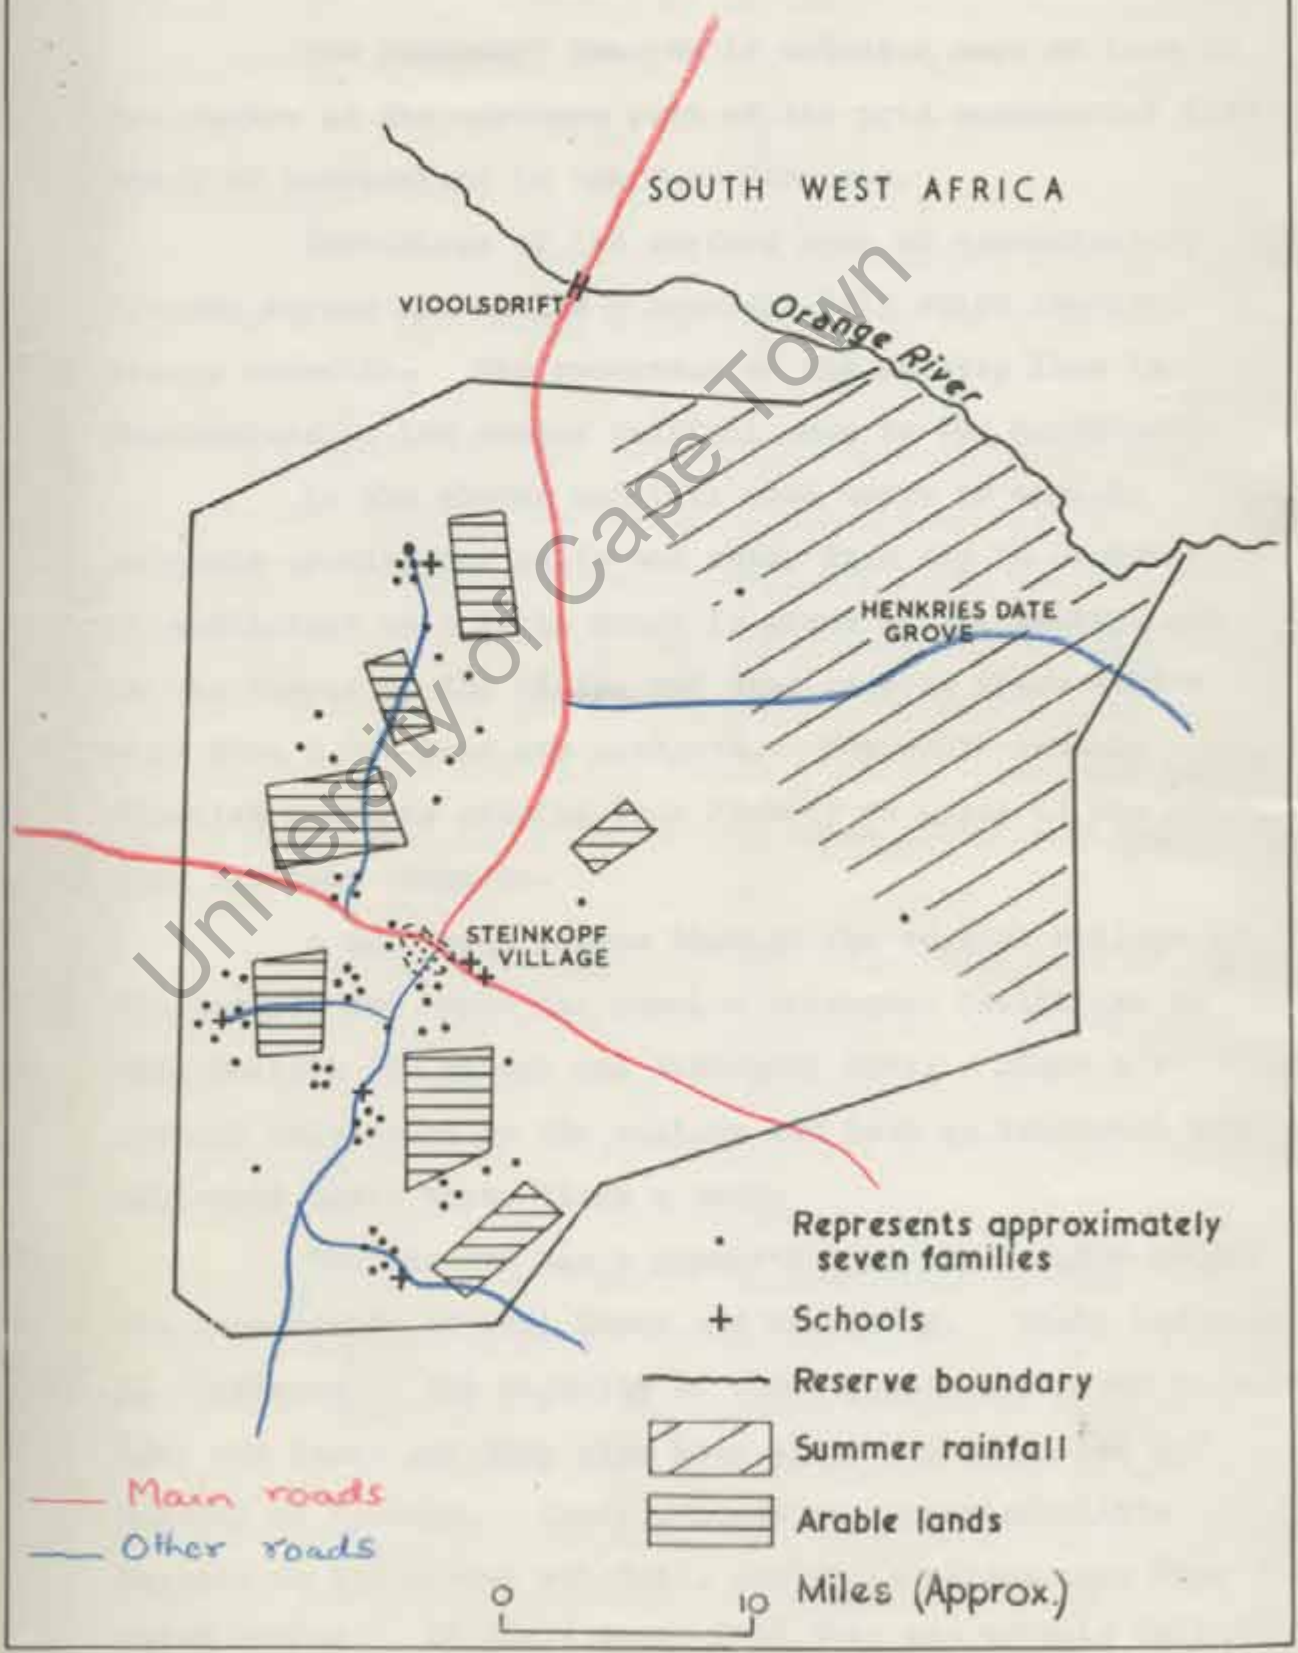 SOUTH WEST AFRICA
VIOOLSDRIFT
Orange River
HENKRIES DATE
GROVE
STEINKOPF
VILLAGE
University of Cape Town
Represents approximately
seven families
Schools
Reserve boundary
Summer rainfall
Arable lands
Main roads
Other roads
0 10 Miles (Approx.)